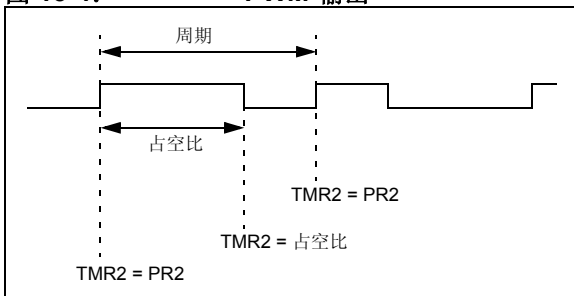 周期
占空比
TMR2 = PR2
TMR2 = 占空比
TMR2 = PR2